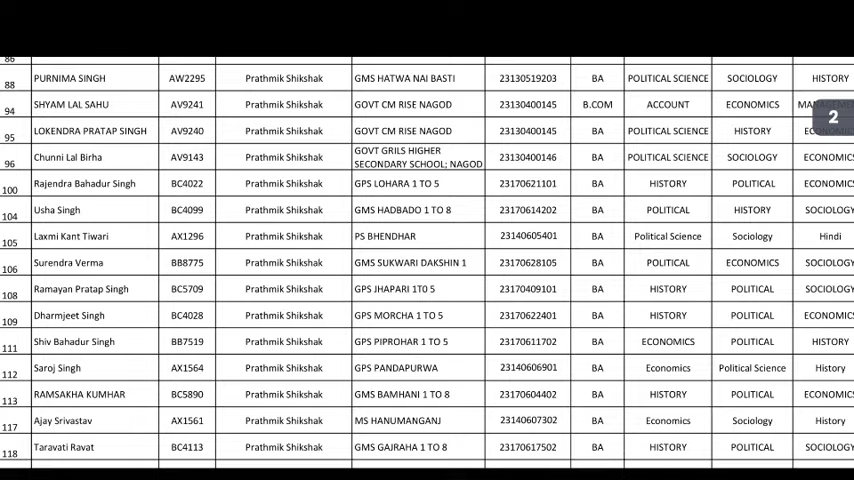 86
88 PURNIMA SINGH AW2295 Prathmik Shikshak GMS HATWA NAI BASTI 23130519203 BA POLITICAL SCIENCE SOCIOLOGY HISTORY
94 SHYAM LAL SAHU AV9241 Prathmik Shikshak GOVT CM RISE NAGOD 23130400145 B.COM ACCOUNT ECONOMICS
2
95 LOKENDRA PRATAP SINGH AV9240 Prathmik Shikshak GOVT CM RISE NAGOD 23130400145 BA POLITICAL SCIENCE HISTORY
96 Chunni Lal Birha AV9143 Prathmik Shikshak GOVT GRILS HIGHER SECONDARY SCHOOL; NAGOD 23130400146 BA POLITICAL SCIENCE SOCIOLOGY ECONOMICS
100 Rajendra Bahadur Singh BC4022 Prathmik Shikshak GPS LOHARA 1 TO 5 23170621101 BA HISTORY POLITICAL ECONOMICS
104 Usha Singh BC4099 Prathmik Shikshak GMS HADBADO 1 TO 8 23170614202 BA POLITICAL HISTORY SOCIOLOGY
105 Laxmi Kant Tiwari AX1296 Prathmik Shikshak PS BHENDHAR 23140605401 BA Political Science Sociology Hindi
106 Surendra Verma BB8775 Prathmik Shikshak GMS SUKWARI DAKSHIN 1 23170628105 BA POLITICAL ECONOMICS SOCIOLOGY
108 Ramayan Pratap Singh BC5709 Prathmik Shikshak GPS JHAPARI 1T0 5 23170409101 BA HISTORY POLITICAL SOCIOLOGY
109 Dharmjeet Singh BC4028 Prathmik Shikshak GPS MORCHA 1 TO 5 23170622401 BA HISTORY POLITICAL ECONOMICS
111 Shiv Bahadur Singh BB7519 Prathmik Shikshak GPS PIPROHAR 1 TO 5 23170611702 BA ECONOMICS POLITICAL HISTORY
112 Saroj Singh AX1564 Prathmik Shikshak GPS PANDAPURWA 23140606901 BA Economics Political Science History
113 RAMSAKHA KUMHAR BC5890 Prathmik Shikshak GMS BAMHANI 1 TO 8 23170604402 BA HISTORY POLITICAL ECONOMICS
117 Ajay Srivastav AX1561 Prathmik Shikshak MS HANUMANGANJ 23140607302 BA Economics Sociology History
118 Taravati Ravat BC4113 Prathmik Shikshak GMS GAJRAHA 1 TO 8 23170617502 BA HISTORY POLITICAL SOCIOLOGY